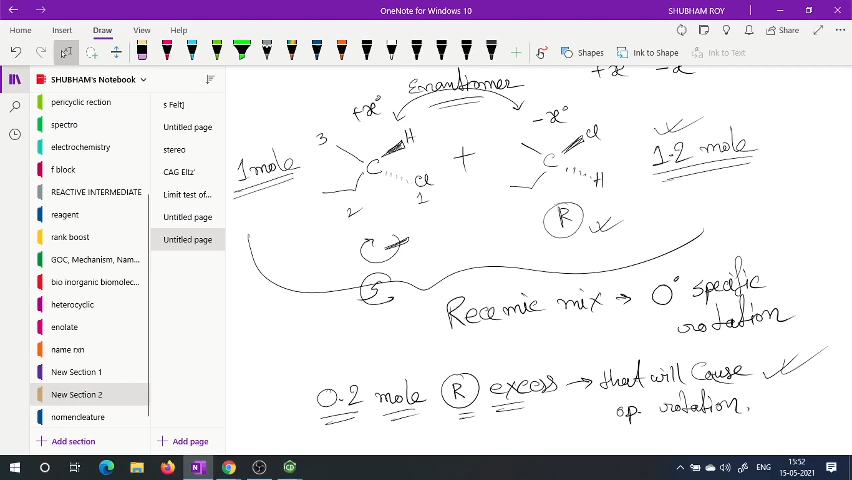 OneNote for Windows 10
SHUBHAM ROY
Home Insert Draw View Help
Share
Shapes Ink to Shape Ink to Text
SHUBHAM's Notebook
pericyclic rection
spectro
electrochemistry
f block
REACTIVE INTERMEDIATE
reagent
rank boost
GOC, Mechanism, Nam...
bio inorganic biomolec...
heterocyclic
enolate
name rxn
New Section 1
New Section 2
nomencleature
Add section
s Felt]
Untitled page
stereo
CAG Eltz'
Limit test of...
Untitled page
Untitled page
Add page
+x -x
Enantiomer
+x° -x°
3 H Cl
1 mole C + C 1.2 mole
Cl H
2 1
R
S
Recemic mix → 0° specific
rotation
0.2 mole R excess → that will cause
op. rotation.
ENG
15:52
15-05-2021